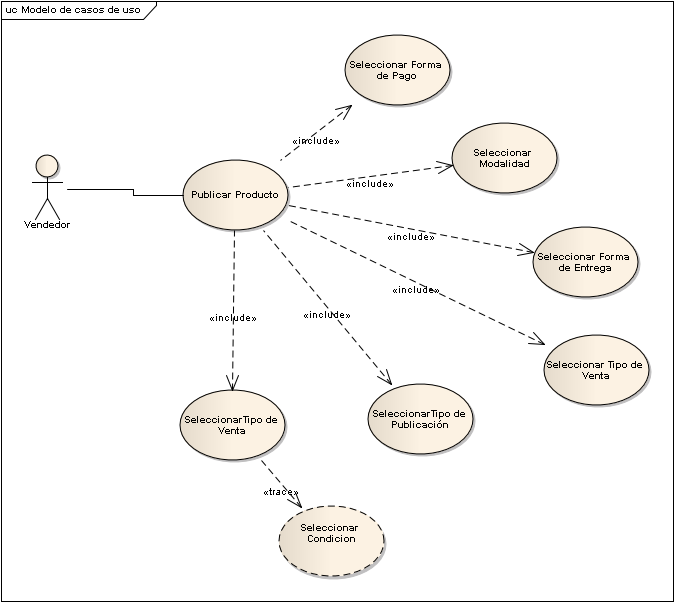 uc Modelo de casos de uso
Seleccionar Forma
de Pago
«include»
Seleccionar
Modalidad
«include»
Vendedor
Publicar Producto
«include»
Seleccionar Forma
de Entrega
«include»
«include»
«include»
Seleccionar Tipo de
Venta
SeleccionarTipo de
Venta
SeleccionarTipo de
Publicación
«trace»
Seleccionar
Condicion